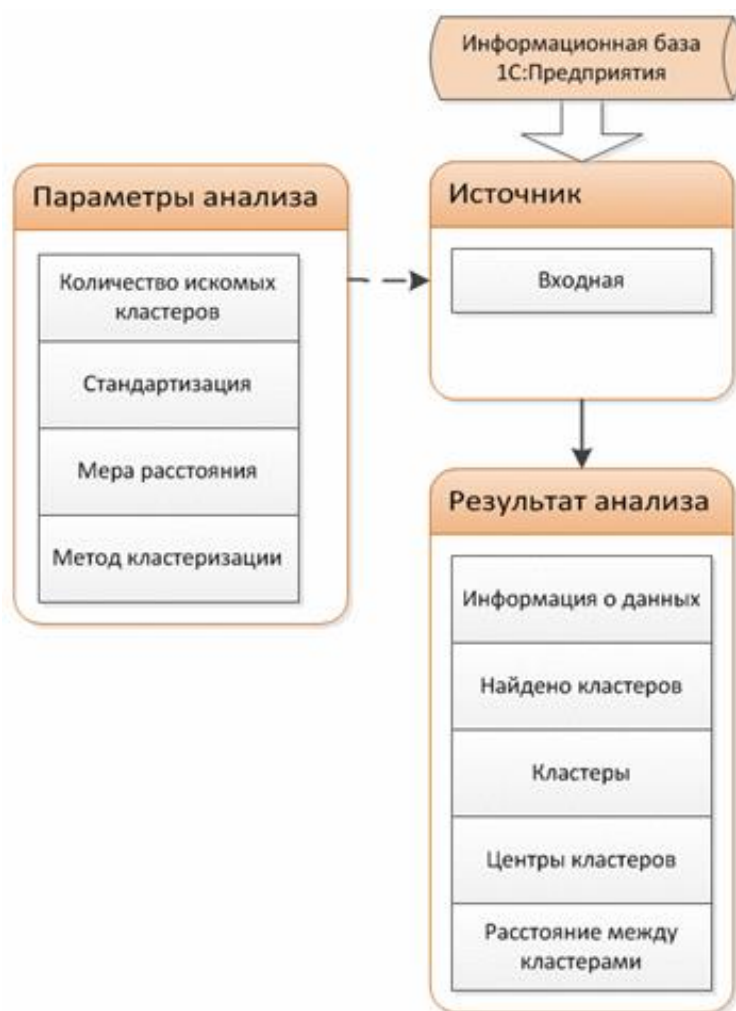 Информационная база
1С:Предприятия
Параметры анализа
Количество искомых
кластеров
Стандартизация
Мера расстояния
Метод кластеризации
Источник
Входная
Результат анализа
Информация о данных
Найдено кластеров
Кластеры
Центры кластеров
Расстояние между
кластерами